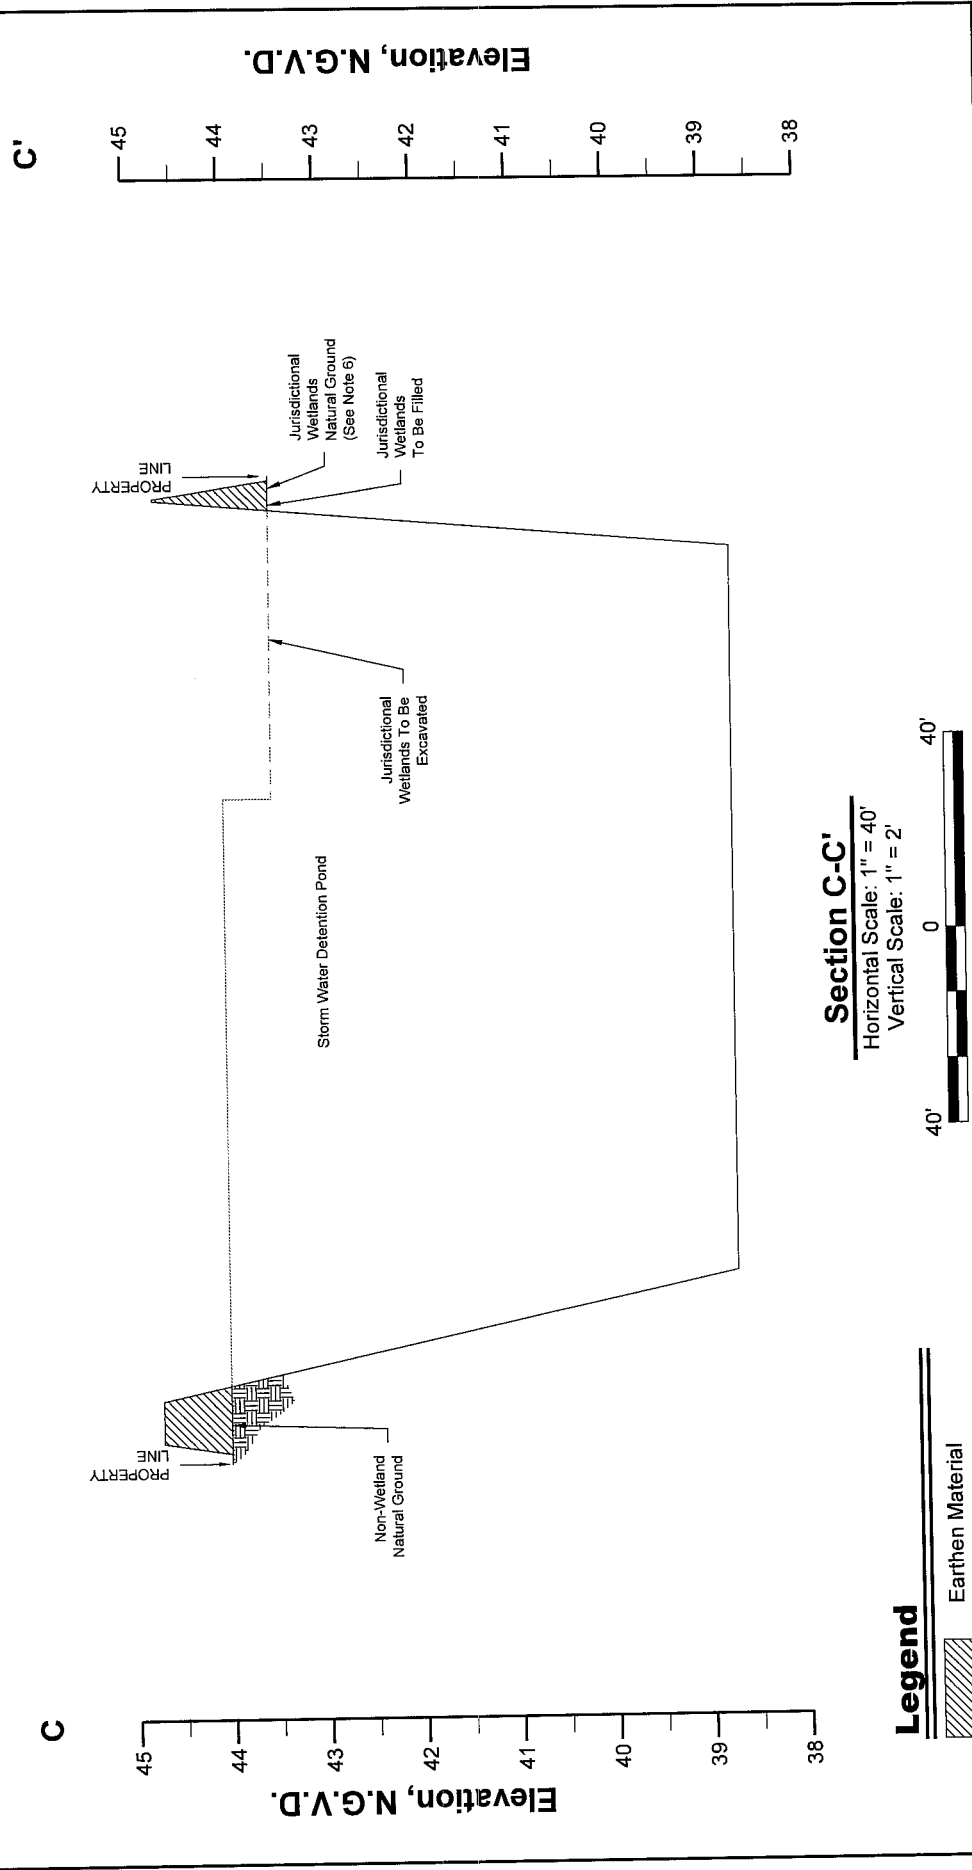 C
C'
Elevation, N.G.V.D.
45
44
43
42
41
40
39
38
Elevation, N.G.V.D.
45
44
43
42
41
40
39
38
PROPERTY
LINE
Non-Wetland
Natural Ground
Storm Water Detention Pond
Jurisdictional
Wetlands To Be
Excavated
PROPERTY
LINE
Jurisdictional
Wetlands
Natural Ground
(See Note 6)
Jurisdictional
Wetlands
To Be Filled
Section C-C'
Horizontal Scale: 1" = 40'
Vertical Scale: 1" = 2'
40'
0
40'
Legend
Earthen Material